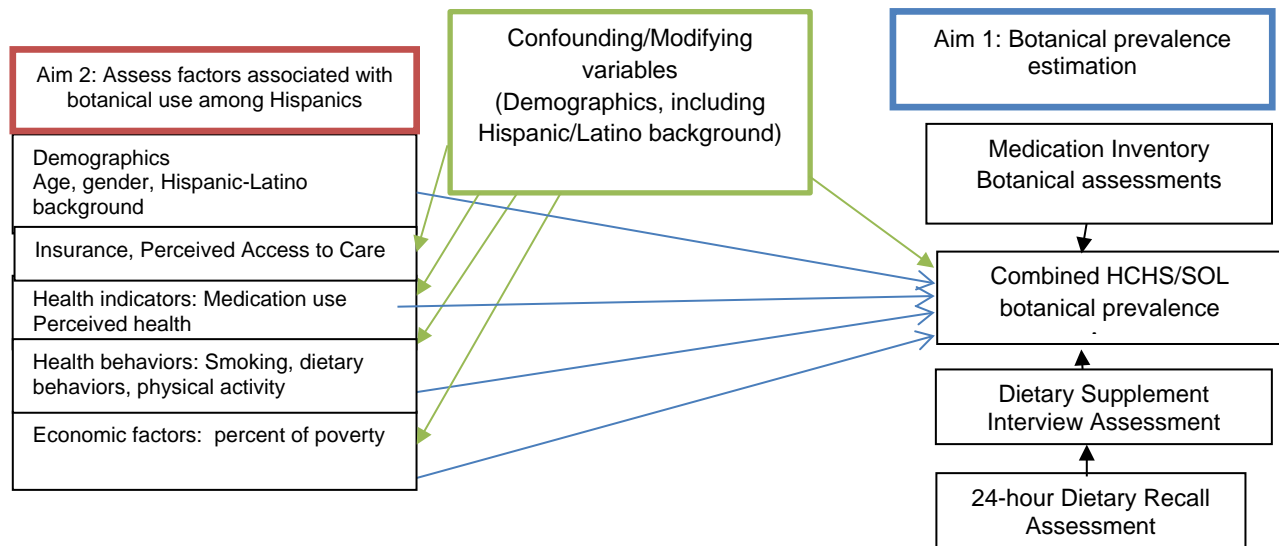 Aim 2: Assess factors associated with
botanical use among Hispanics
Demographics
Age, gender, Hispanic-Latino
background
Insurance, Perceived Access to Care
Health indicators: Medication use
Perceived health
Health behaviors: Smoking, dietary
behaviors, physical activity
Economic factors:  percent of poverty
Confounding/Modifying
variables
(Demographics, including
Hispanic/Latino background)
Aim 1: Botanical prevalence
estimation
Medication Inventory
Botanical assessments
Combined HCHS/SOL
botanical prevalence
.
Dietary Supplement
Interview Assessment
24-hour Dietary Recall
Assessment